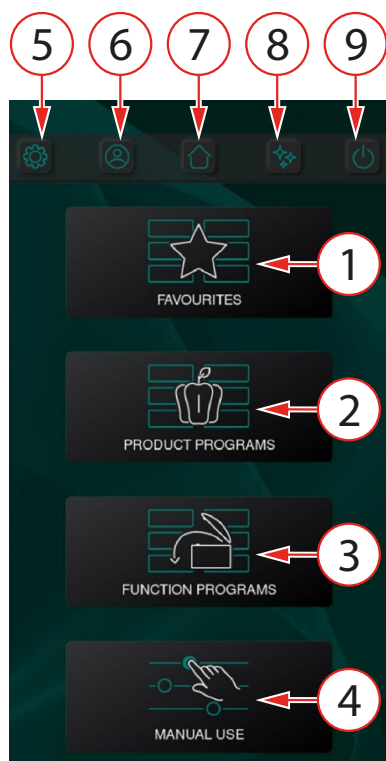 5 6 7 8 9
FAVOURITES
1
PRODUCT PROGRAMS
2
FUNCTION PROGRAMS
3
MANUAL USE
4